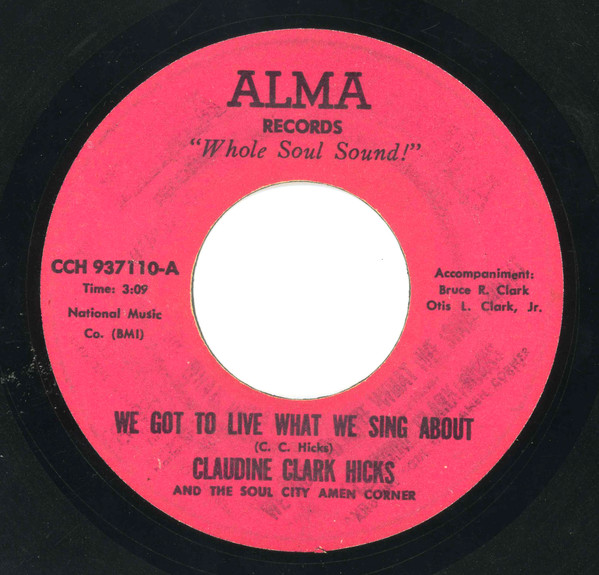 ALMA
RECORDS
"Whole Soul Sound!"
CCH 937110-A
Time: 3:09
National Music
Co. (BMI)
Accompaniment:
Bruce R. Clark
Otis L. Clark, Jr.
WE GOT TO LIVE WHAT WE SING ABOUT
(C. C. Hicks)
CLAUDINE CLARK HICKS
AND THE SOUL CITY AMEN CORNER